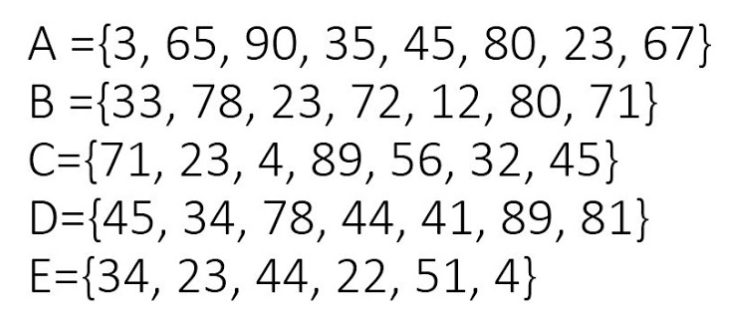 A ={3, 65, 90, 35, 45, 80, 23, 67}
B ={33, 78, 23, 72, 12, 80, 71}
C={71, 23, 4, 89, 56, 32, 45}
D={45, 34, 78, 44, 41, 89, 81}
E={34, 23, 44, 22, 51, 4}